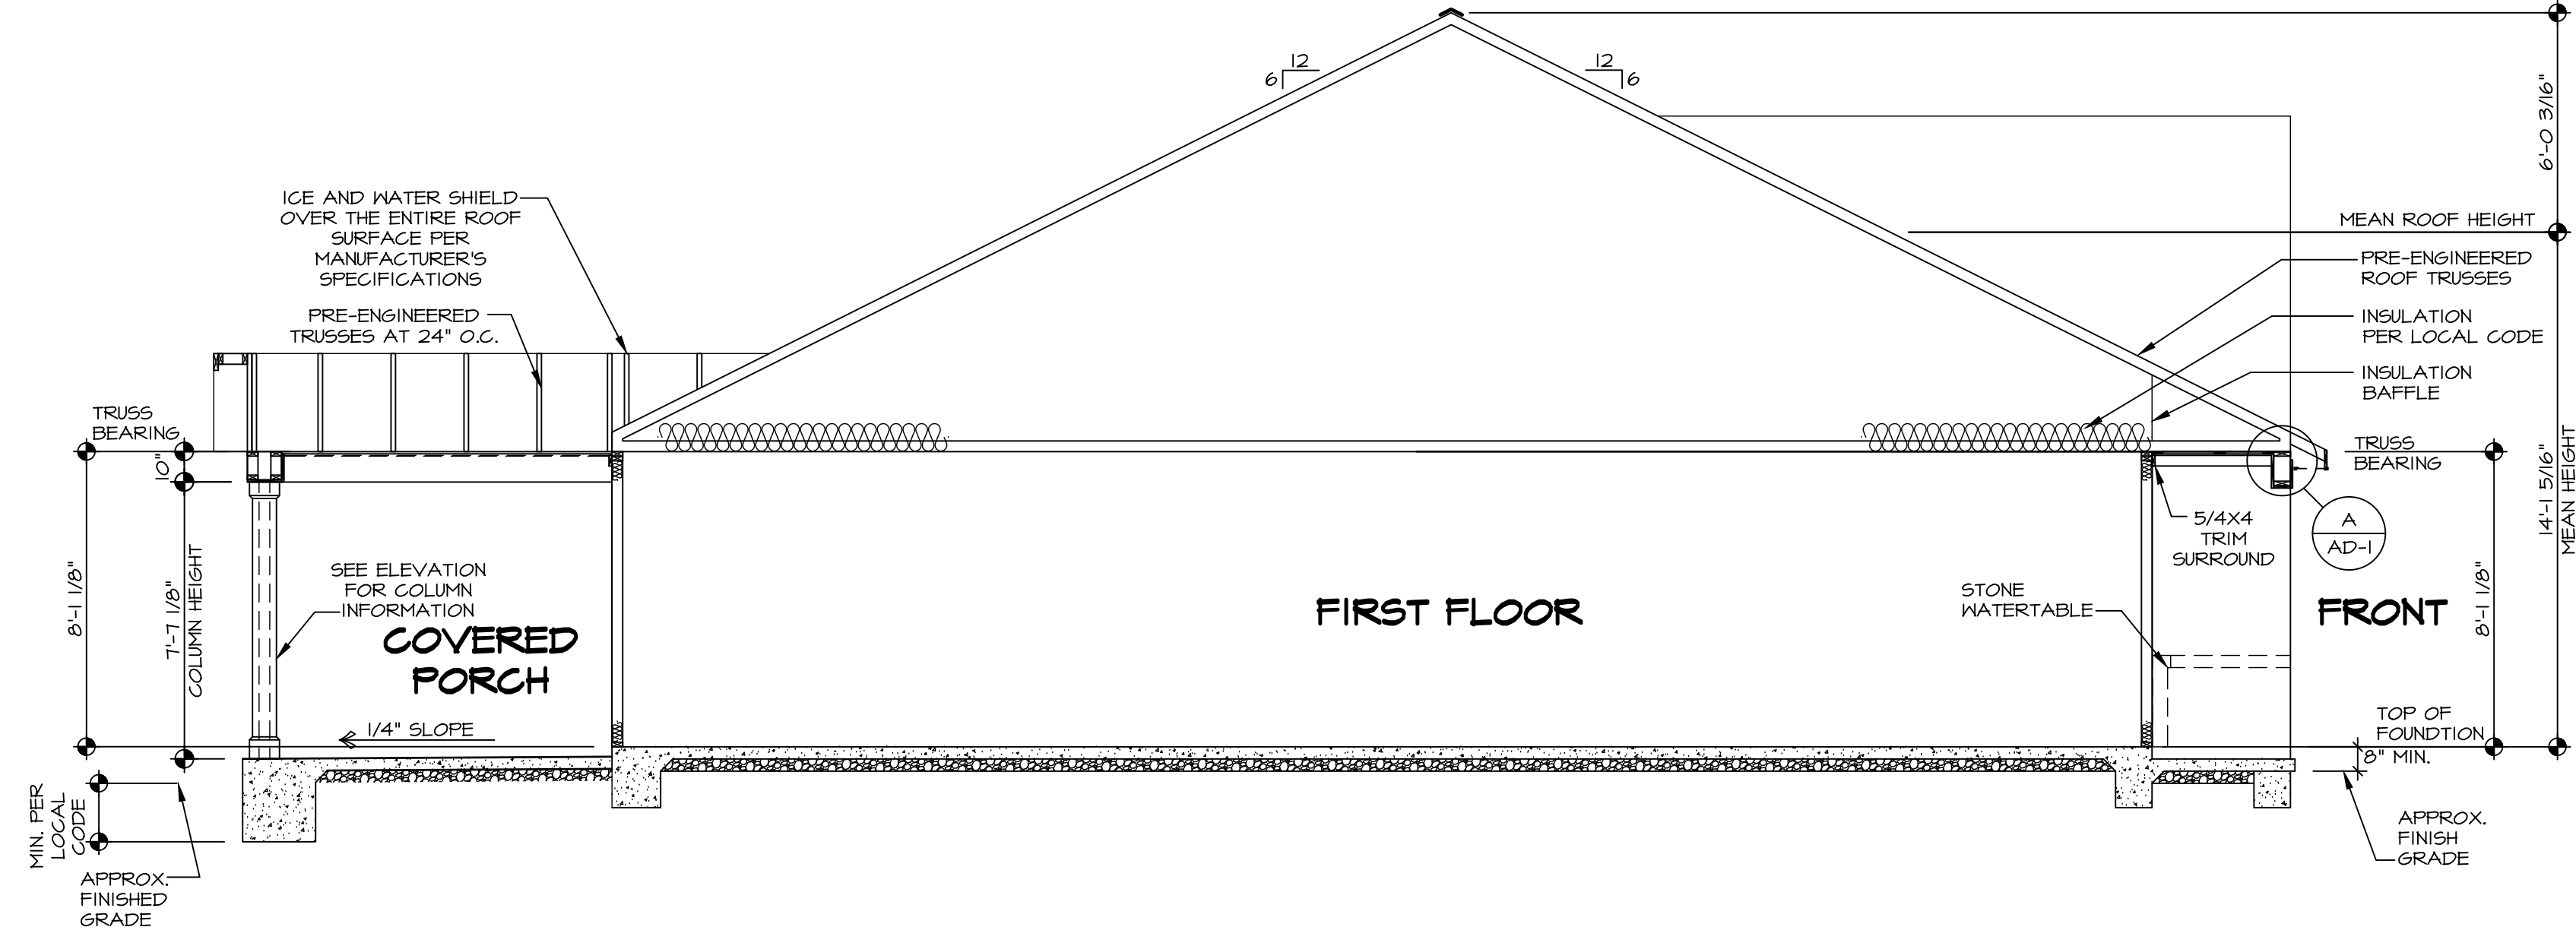 12
6
12
6
6'-0 3/16"
ICE AND WATER SHIELD
OVER THE ENTIRE ROOF
SURFACE PER
MANUFACTURER'S
SPECIFICATIONS
PRE-ENGINEERED
TRUSSES AT 24" O.C.
MEAN ROOF HEIGHT
PRE-ENGINEERED
ROOF TRUSSES
INSULATION
PER LOCAL CODE
INSULATION
BAFFLE
TRUSS
BEARING
10"
TRUSS
BEARING
14'-1 5/16"
MEAN HEIGHT
5/4X4
TRIM
SURROUND
A
AD-1
8'-1 1/8"
7'-7 1/8"
COLUMN HEIGHT
SEE ELEVATION
FOR COLUMN
INFORMATION
COVERED
PORCH
FIRST FLOOR
STONE
WATERTABLE
FRONT
8'-1 1/8"
1/4" SLOPE
TOP OF
FOUNDTION
8" MIN.
MIN. PER
LOCAL
CODE
APPROX.
FINISHED
GRADE
APPROX.
FINISH
GRADE